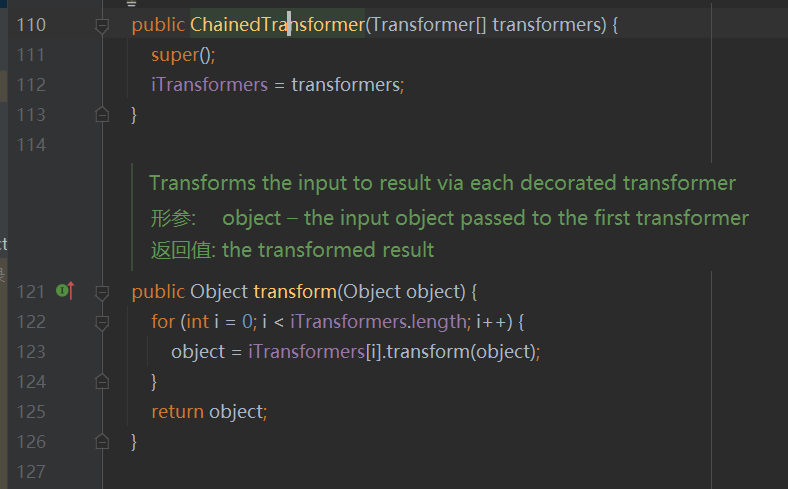 110 public ChainedTransformer(Transformer[] transformers) {
111 super();
112 iTransformers = transformers;
113 }
114
Transforms the input to result via each decorated transformer
形参: object – the input object passed to the first transformer
返回值: the transformed result
121 public Object transform(Object object) {
122 for (int i = 0; i < iTransformers.length; i++) {
123 object = iTransformers[i].transform(object);
124 }
125 return object;
126 }
127